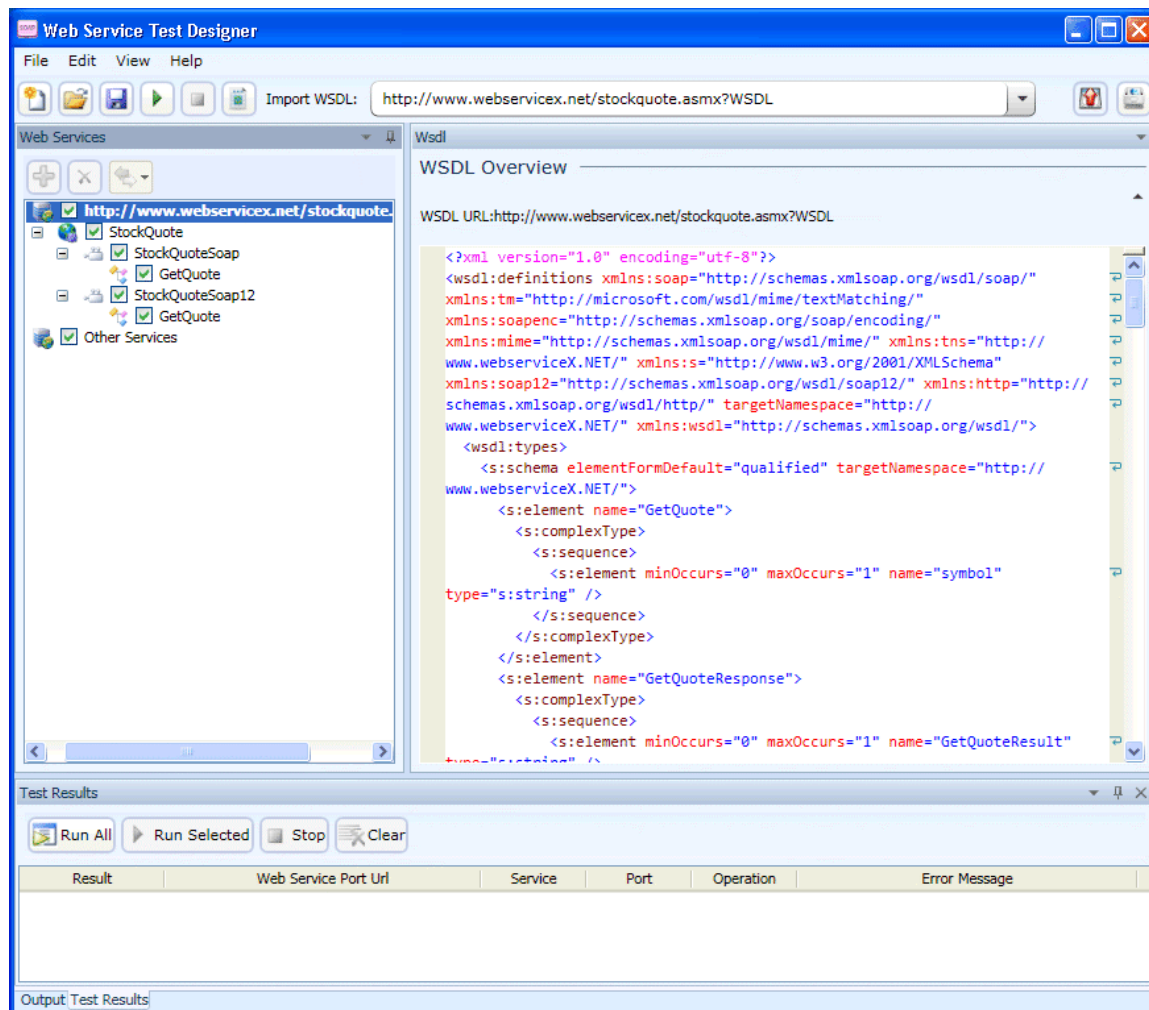 Web Service Test Designer
File Edit View Help
Import WSDL: http://www.webservicex.net/stockquote.asmx?WSDL
Web Services
http://www.webservicex.net/stockquote.
StockQuote
StockQuoteSoap
GetQuote
StockQuoteSoap12
GetQuote
Other Services
Wsdl
WSDL Overview
WSDL URL:http://www.webservicex.net/stockquote.asmx?WSDL
<?xml version="1.0" encoding="utf-8"?>
<wsdl:definitions xmlns:soap="http://schemas.xmlsoap.org/wsdl/soap/"
xmlns:tm="http://microsoft.com/wsdl/mime/textMatching/"
xmlns:soapenc="http://schemas.xmlsoap.org/soap/encoding/"
xmlns:mime="http://schemas.xmlsoap.org/wsdl/mime/" xmlns:tns="http://
www.webserviceX.NET/" xmlns:s="http://www.w3.org/2001/XMLSchema"
xmlns:soap12="http://schemas.xmlsoap.org/wsdl/soap12/" xmlns:http="http://
schemas.xmlsoap.org/wsdl/http/" targetNamespace="http://
www.webserviceX.NET/" xmlns:wsdl="http://schemas.xmlsoap.org/wsdl/">
<wsdl:types>
<s:schema elementFormDefault="qualified" targetNamespace="http://
www.webserviceX.NET/">
<s:element name="GetQuote">
<s:complexType>
<s:sequence>
<s:element minOccurs="0" maxOccurs="1" name="symbol"
type="s:string" />
</s:sequence>
</s:complexType>
</s:element>
<s:element name="GetQuoteResponse">
<s:complexType>
<s:sequence>
<s:element minOccurs="0" maxOccurs="1" name="GetQuoteResult"
type="s:string" />
Test Results
Run All Run Selected Stop Clear
Result Web Service Port Url Service Port Operation Error Message
Output Test Results